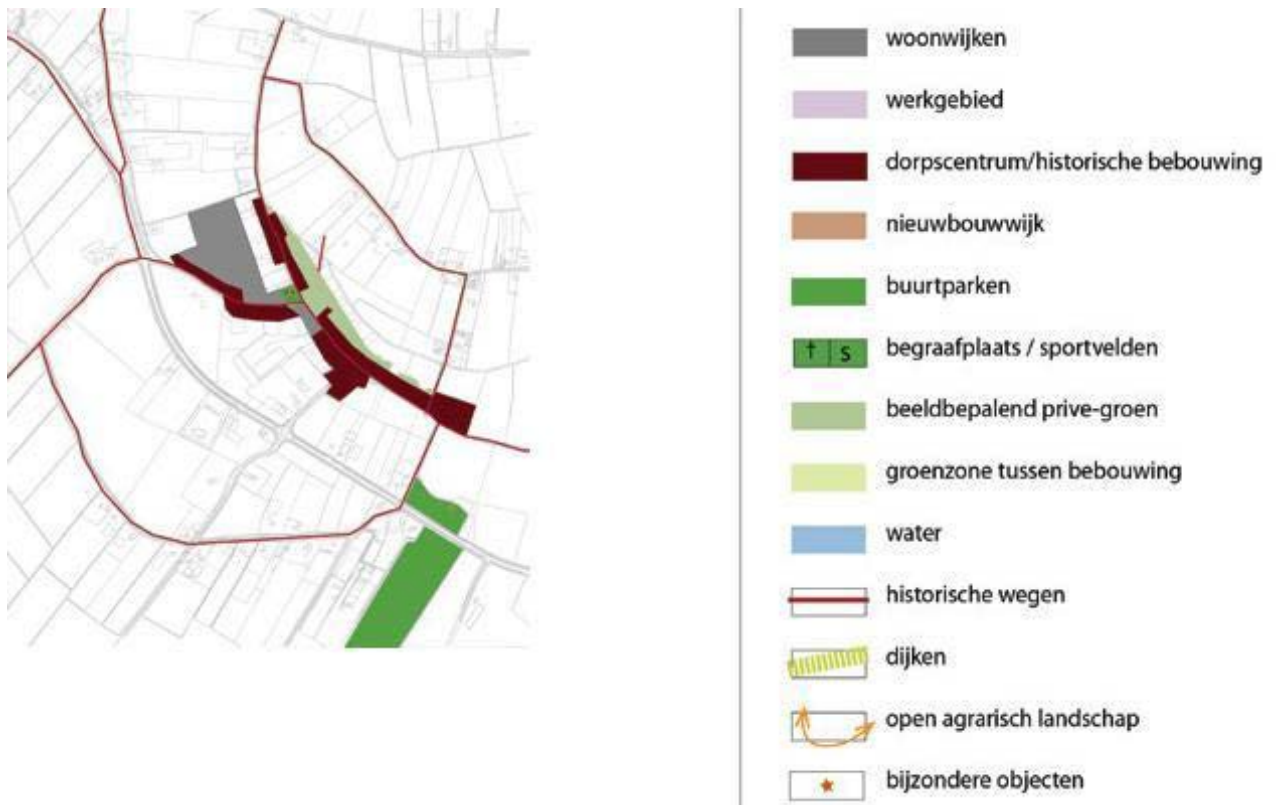 woonwijken
werkgebied
dorpscentrum/historische bebouwing
nieuwbouwwijk
buurtparken
† S begraafplaats / sportvelden
beeldbepalend prive-groen
groenzone tussen bebouwing
water
historische wegen
dijken
open agrarisch landschap
bijzondere objecten